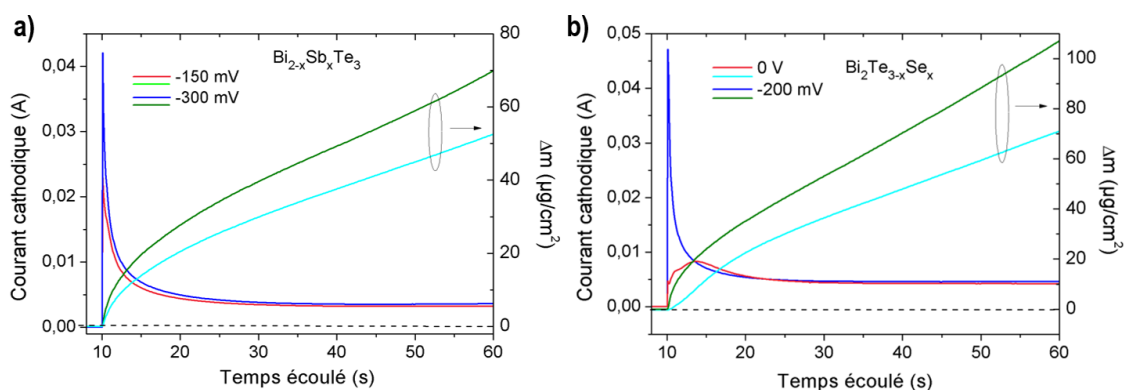 a)
Bi2-xSbxTe3
-150 mV
-300 mV
Courant cathodique (A)
0,04
0,03
0,02
0,01
0,00
10 20 30 40 50 60
Temps écoulé (s)
80
60
40
20
0
Δm (µg/cm2)
b)
Bi2Te3-xSex
0 V
-200 mV
Courant cathodique (A)
0,05
0,04
0,03
0,02
0,01
0,00
10 20 30 40 50 60
Temps écoulé (s)
100
80
60
40
20
0
Δm (µg/cm2)